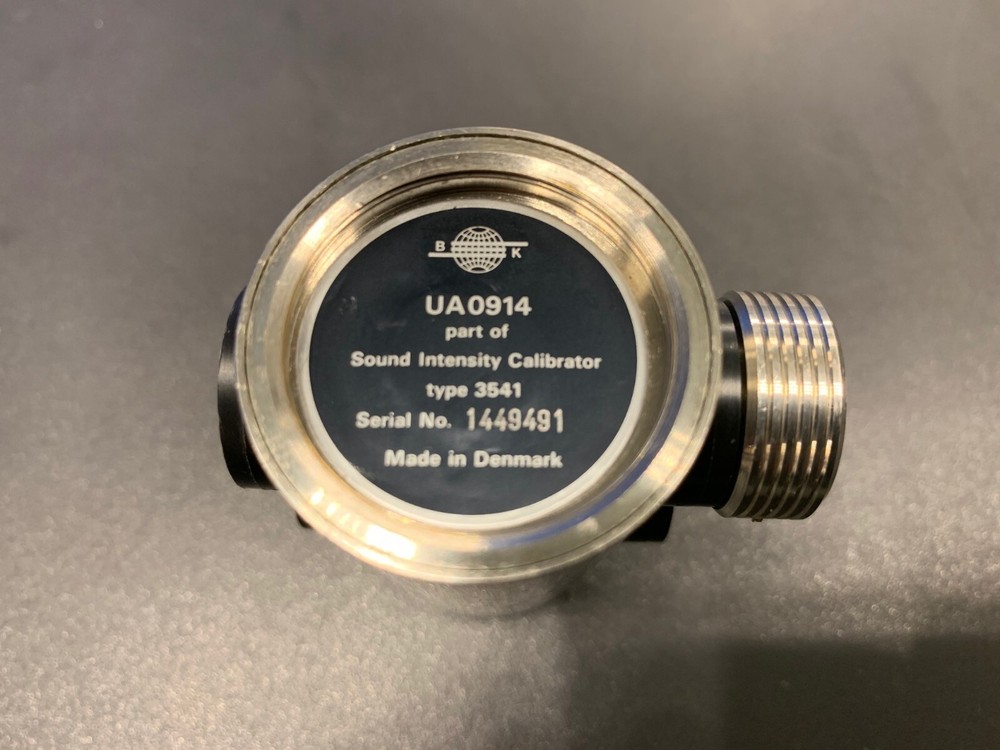 B K
UA0914
part of
Sound Intensity Calibrator
type 3541
Serial No. 1449491
Made in Denmark